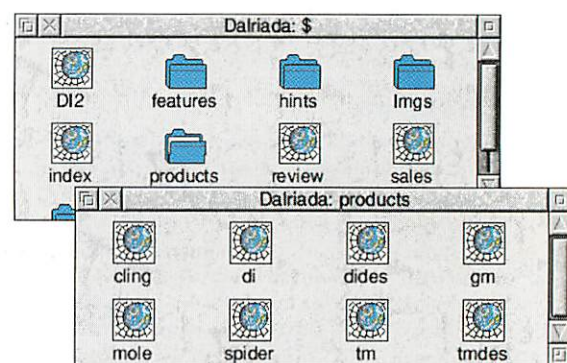 Dalriada: $
DI2 features hints Imgs
index products review sales
Dalriada: products
cling di dides gm
mole spider tm tmdes